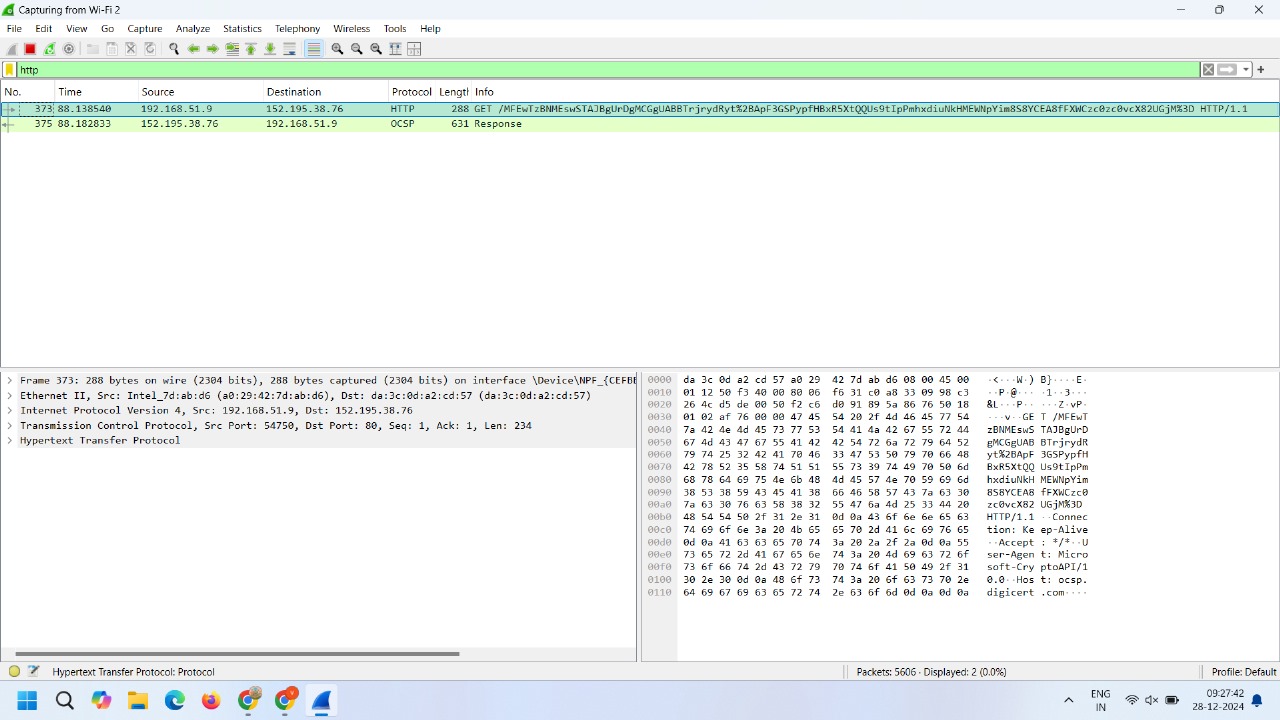 Capturing from Wi-Fi 2
File Edit View Go Capture Analyze Statistics Telephony Wireless Tools Help
http
No. Time Source Destination Protocol Length Info
373 88.138540 192.168.51.9 152.195.38.76 HTTP 288 GET /MFEwTzBNMEswSTAJBgUrDgMCGgUABBTrjrydRyt%2BApF3GSPypfHBxR5XtQQUs9tIpPmhxdiuNkHMEWNpYim8S8YCEA8fFXWCzc0zc0vcX82UGjM%3D HTTP/1.1
375 88.182833 152.195.38.76 192.168.51.9 OCSP 631 Response
Frame 373: 288 bytes on wire (2304 bits), 288 bytes captured (2304 bits) on interface \Device\NPF_{CEFBE
Ethernet II, Src: Intel_7d:ab:d6 (a0:29:42:7d:ab:d6), Dst: da:3c:0d:a2:cd:57 (da:3c:0d:a2:cd:57)
Internet Protocol Version 4, Src: 192.168.51.9, Dst: 152.195.38.76
Transmission Control Protocol, Src Port: 54750, Dst Port: 80, Seq: 1, Ack: 1, Len: 234
Hypertext Transfer Protocol
0000 da 3c 0d a2 cd 57 a0 29 42 7d ab d6 08 00 45 00 ·<···W·) B}····E·
0010 01 12 50 f3 40 00 80 06 f6 31 c0 a8 33 09 98 c3 ··P·@··· ·1··3···
0020 26 4c d5 de 00 50 f2 c6 d0 91 89 5a 86 76 50 18 &L···P·· ···Z·vP·
0030 01 02 af 76 00 00 47 45 54 20 2f 4d 46 45 77 54 ···v··GE T /MFEwT
0040 7a 42 4e 4d 45 73 77 53 54 41 4a 42 67 55 72 44 zBNMEswS TAJBgUrD
0050 67 4d 43 47 67 55 41 42 42 54 72 6a 72 79 64 52 gMCGgUAB BTrjrydR
0060 79 74 25 32 42 41 70 46 33 47 53 50 79 70 66 48 yt%2BApF 3GSPypfH
0070 42 78 52 35 58 74 51 51 55 73 39 74 49 70 50 6d BxR5XtQQ Us9tIpPm
0080 68 78 64 69 75 4e 6b 48 4d 45 57 4e 70 59 69 6d hxdiuNkH MEWNpYim
0090 38 53 38 59 43 45 41 38 66 46 58 57 43 7a 63 30 8S8YCEA8 fFXWCzc0
00a0 7a 63 30 76 63 58 38 32 55 47 6a 4d 25 33 44 20 zc0vcX82 UGjM%3D
00b0 48 54 54 50 2f 31 2e 31 0d 0a 43 6f 6e 6e 65 63 HTTP/1.1 ··Connec
00c0 74 69 6f 6e 3a 20 4b 65 65 70 2d 41 6c 69 76 65 tion: Ke ep-Alive
00d0 0d 0a 41 63 63 65 70 74 3a 20 2a 2f 2a 0d 0a 55 ··Accept : */*··U
00e0 73 65 72 2d 41 67 65 6e 74 3a 20 4d 69 63 72 6f ser-Agen t: Micro
00f0 73 6f 66 74 2d 43 72 79 70 74 6f 41 50 49 2f 31 soft-Cry ptoAPI/1
0100 30 2e 30 0d 0a 48 6f 73 74 3a 20 6f 63 73 70 2e 0.0··Hos t: ocsp.
0110 64 69 67 69 63 65 72 74 2e 63 6f 6d 0d 0a 0d 0a digicert .com····
Hypertext Transfer Protocol: Protocol Packets: 5606 · Displayed: 2 (0.0%) Profile: Default
ENG
IN
09:27:42
28-12-2024